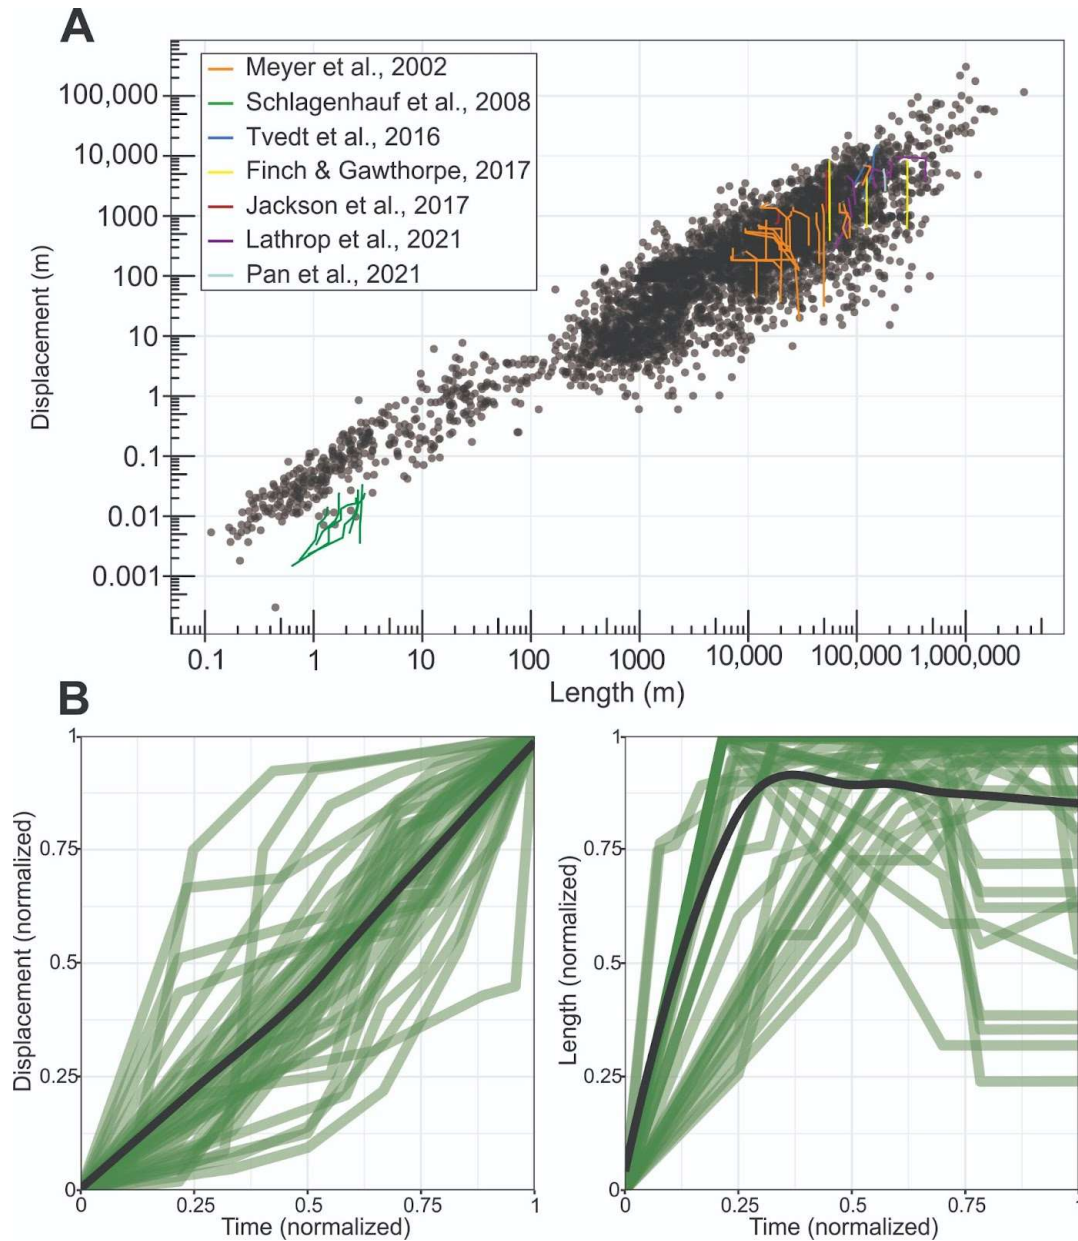 A
Meyer et al., 2002
Schlagenhauf et al., 2008
Tvedt et al., 2016
Finch & Gawthorpe, 2017
Jackson et al., 2017
Lathrop et al., 2021
Pan et al., 2021
Displacement (m)
100,000
10,000
1000
100
10
1
0.1
0.01
0.001
0.1 1 10 100 1000 10,000 100,000 1,000,000
Length (m)
B
Displacement (normalized)
1
0.75
0.5
0.25
0
0 0.25 0.5 0.75 1
Time (normalized)
Length (normalized)
1
0.75
0.5
0.25
0
0 0.25 0.5 0.75 1
Time (normalized)